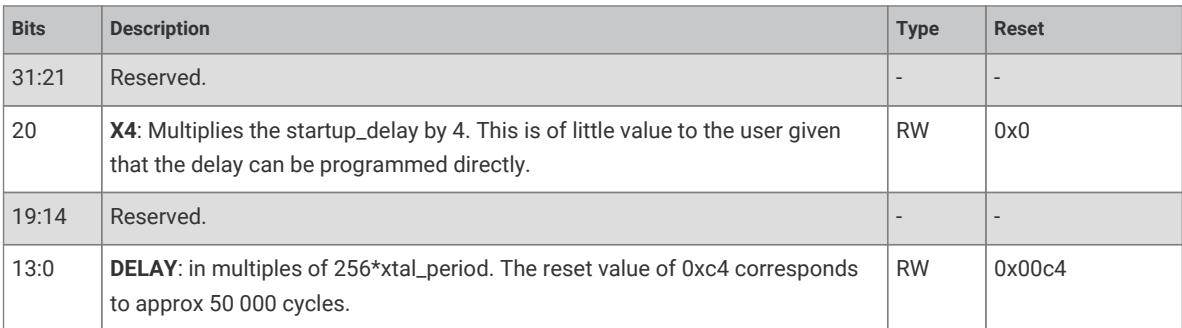 Bits Description Type Reset
31:21 Reserved. - -
20 X4: Multiplies the startup_delay by 4. This is of little value to the user given RW 0x0
that the delay can be programmed directly.
19:14 Reserved. - -
13:0 DELAY: in multiples of 256*xtal_period. The reset value of 0xc4 corresponds RW 0x00c4
to approx 50 000 cycles.